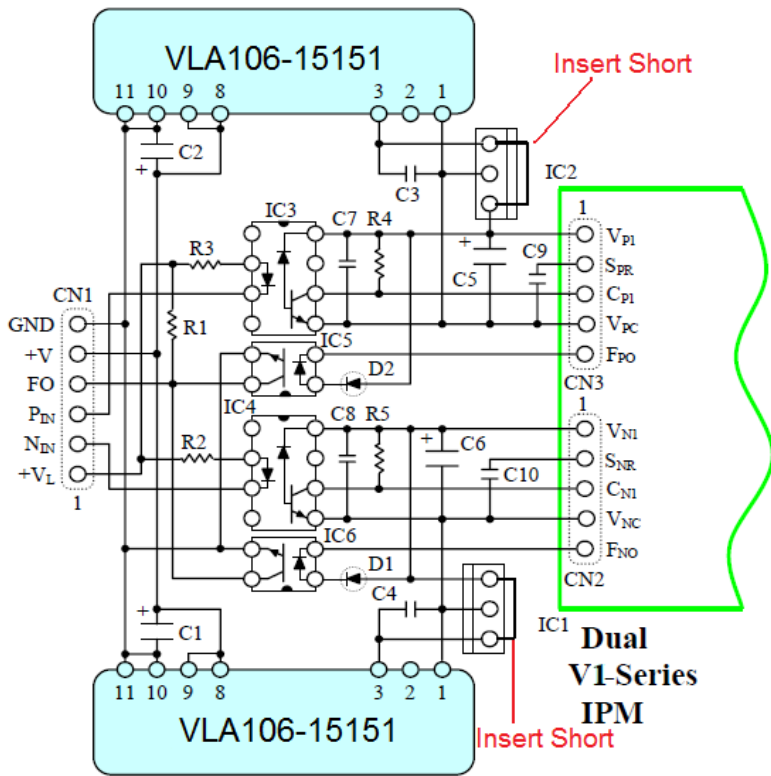 VLA106-15151
11 10 9 8 3 2 1
Insert Short
C2
+
C3
IC2
IC3 C7 R4
1
+
VP1
R3
C9
SPR
C5
CN1
CP1
GND
R1
VPC
IC5
+V
FPO
D2
FO
CN3
IC4
PIN
C8 R5
1
VN1
NIN
R2
+
C6
SNR
+VL
C10
1
CN1
VNC
IC6
FNO
D1
CN2
C4
+
IC1
C1
Dual
V1-Series
IPM
11 10 9 8 3 2 1
VLA106-15151
Insert Short